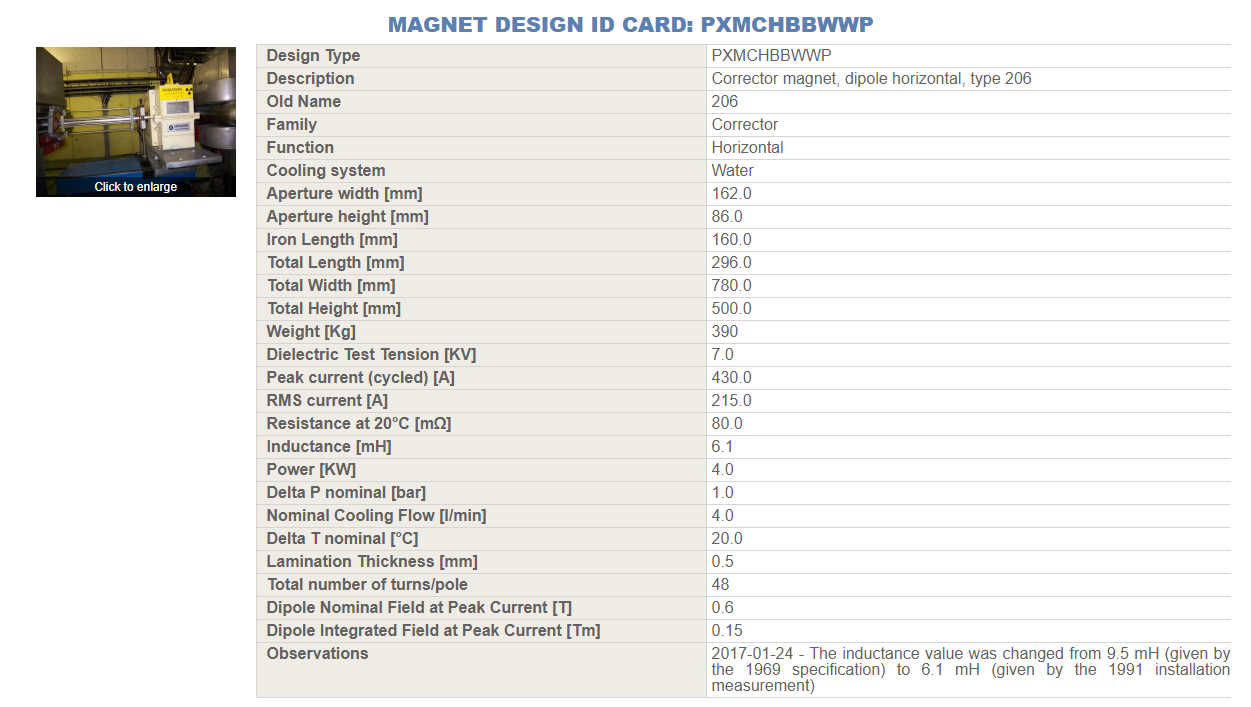 MAGNET DESIGN ID CARD: PXMCHBBWWP
Click to enlarge
Design Type PXMCHBBWWP
Description Corrector magnet, dipole horizontal, type 206
Old Name 206
Family Corrector
Function Horizontal
Cooling system Water
Aperture width [mm] 162.0
Aperture height [mm] 86.0
Iron Length [mm] 160.0
Total Length [mm] 296.0
Total Width [mm] 780.0
Total Height [mm] 500.0
Weight [Kg] 390
Dielectric Test Tension [KV] 7.0
Peak current (cycled) [A] 430.0
RMS current [A] 215.0
Resistance at 20°C [mΩ] 80.0
Inductance [mH] 6.1
Power [KW] 4.0
Delta P nominal [bar] 1.0
Nominal Cooling Flow [l/min] 4.0
Delta T nominal [°C] 20.0
Lamination Thickness [mm] 0.5
Total number of turns/pole 48
Dipole Nominal Field at Peak Current [T] 0.6
Dipole Integrated Field at Peak Current [Tm] 0.15
Observations 2017-01-24 - The inductance value was changed from 9.5 mH (given by
the 1969 specification) to 6.1 mH (given by the 1991 installation
measurement)